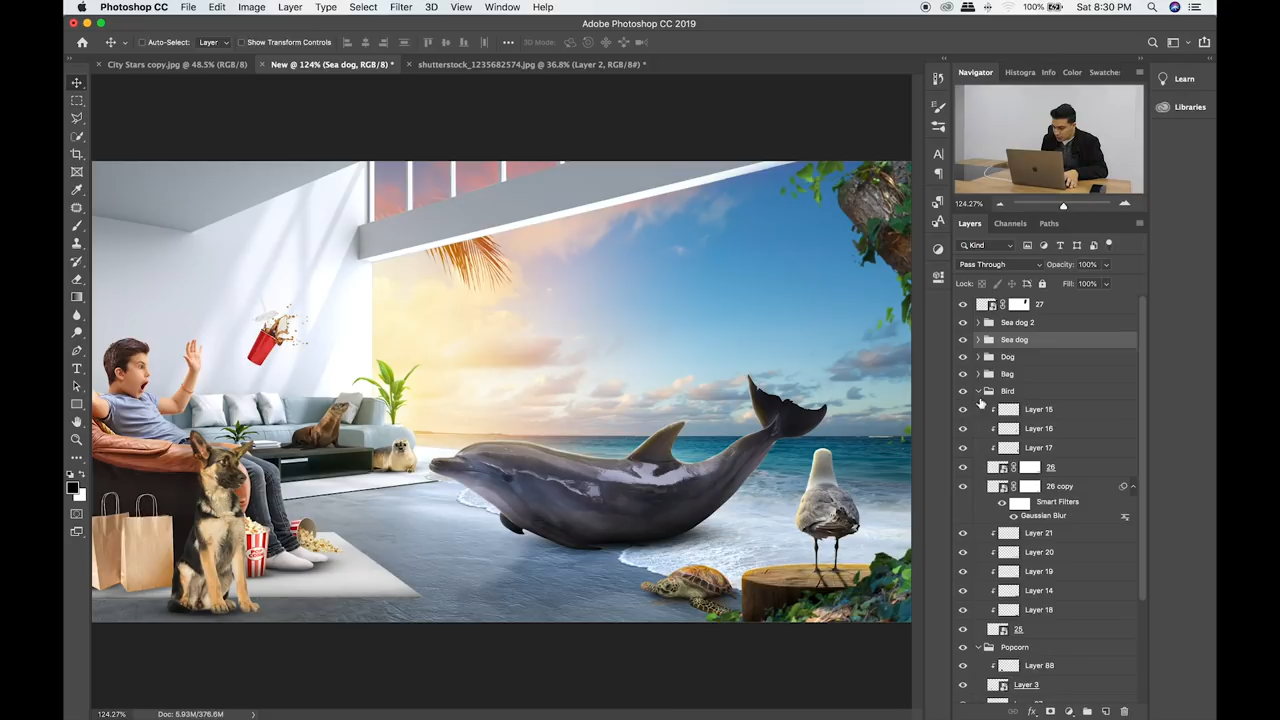 Photoshop CC File Edit Image Layer Type Select Filter 3D View Window Help 100% Sat 8:30 PM
Adobe Photoshop CC 2019
Auto-Select: Layer Show Transform Controls 3D Mode:
City Stars copy.jpg @ 48.5% (RGB/8) New @ 124% (Sea dog, RGB/8) * shutterstock_1235682574.jpg @ 36.8% (Layer 2, RGB/8#) *
Navigator Histogra Info Color Swatche:
Learn
Libraries
124.27%
Layers Channels Paths
Kind
Pass Through Opacity: 100%
Lock: Fill: 100%
27
Sea dog 2
Sea dog
Dog
Bag
Bird
Layer 15
Layer 16
Layer 17
26
26 copy
Smart Filters
Gaussian Blur
Layer 21
Layer 20
Layer 19
Layer 14
Layer 18
25
Popcorn
Layer 88
Layer 3
124.27% Doc: 5.93M/376.6M